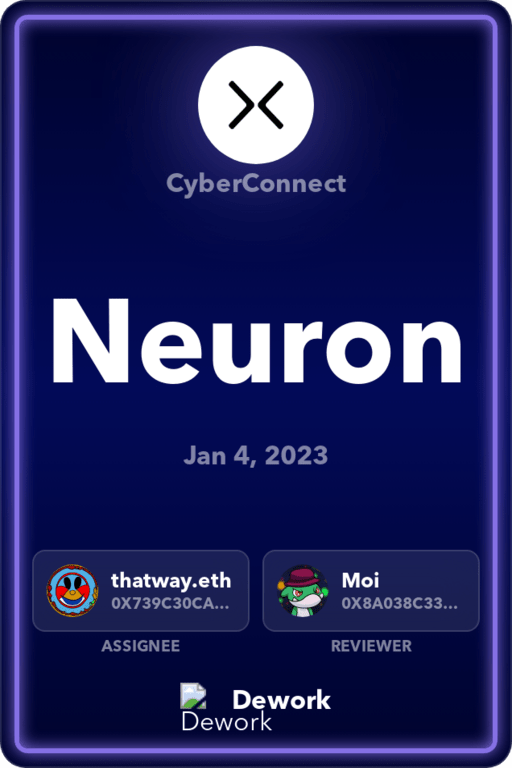 CyberConnect
Neuron
Jan 4, 2023
thatway.eth
0X739C30CA...
ASSIGNEE
Moi
0X8A038C33...
REVIEWER
Dework
Dework